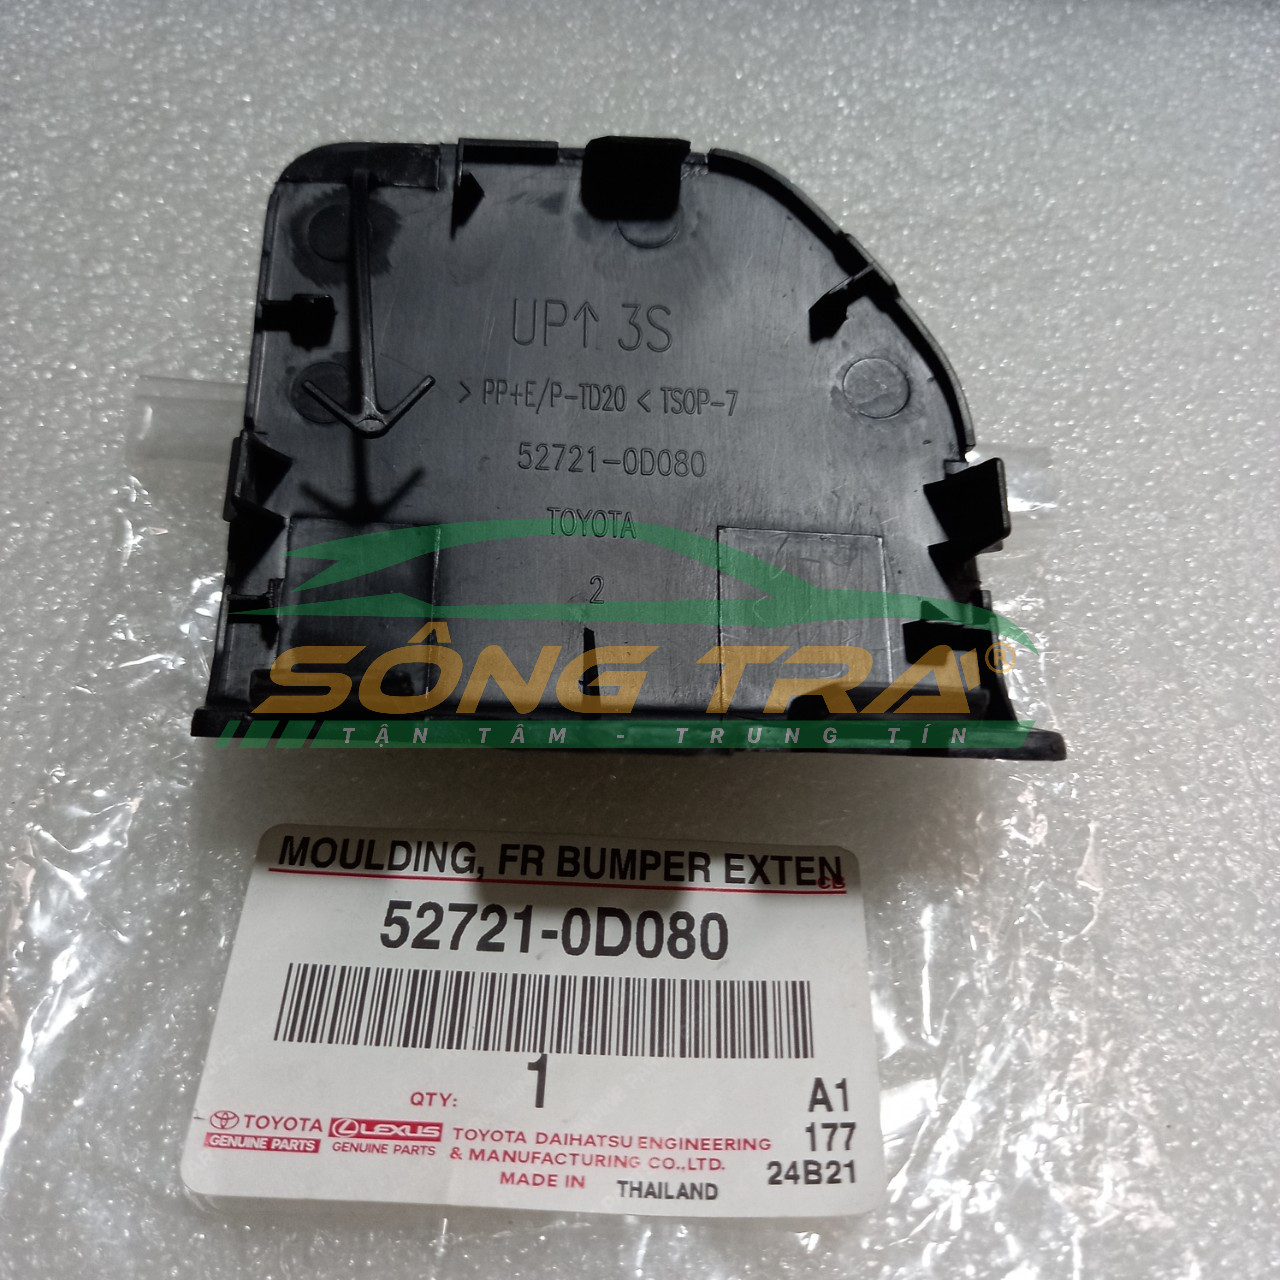 UP↑ 3S
> PP+E/P-TD20 < TSOP-7
52721-0D080
TOYOTA
2
SÔNG TRA®
TẬN TÂM - TRUNG TÍN
MOULDING, FR BUMPER EXTEN
CB
52721-0D080
QTY: 1
A1
177
24B21
TOYOTA
GENUINE PARTS
LEXUS
GENUINE PARTS
TOYOTA DAIHATSU ENGINEERING
& MANUFACTURING CO.,LTD.
MADE IN THAILAND